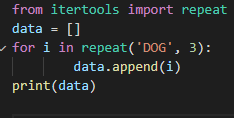 from itertools import repeat
data = []
for i in repeat('DOG', 3):
        data.append(i)
print(data)